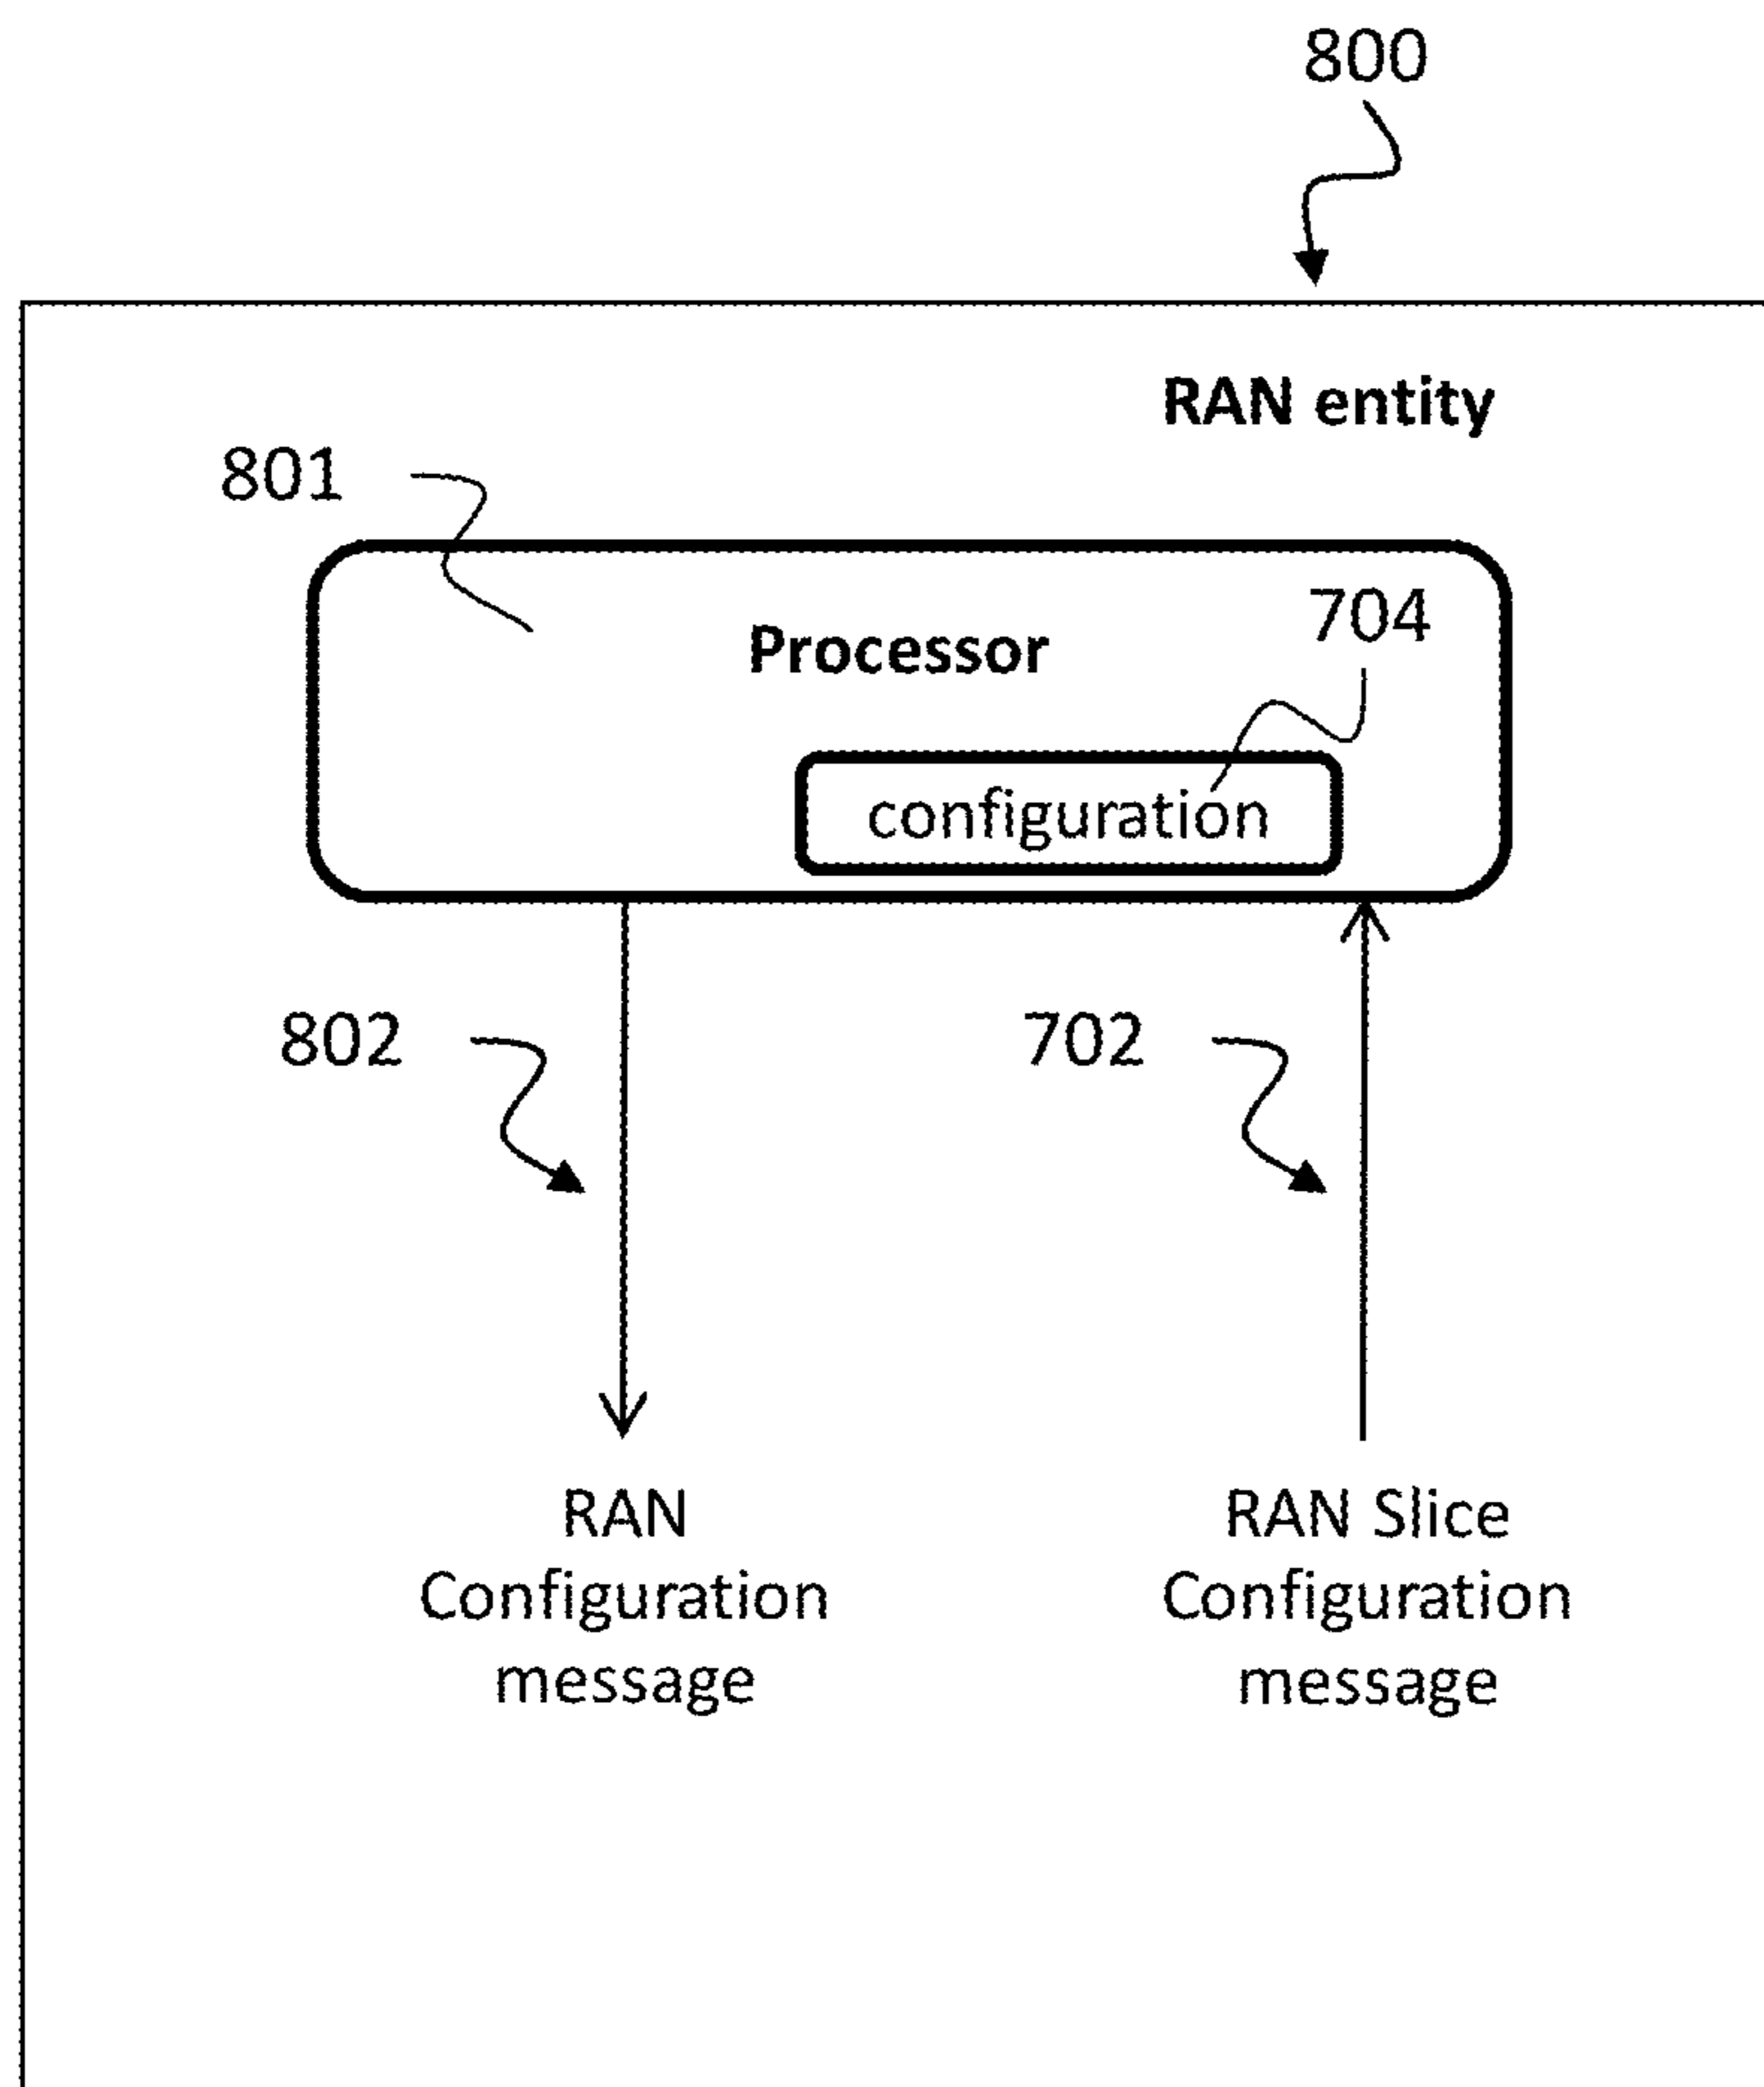 800
RAN entity
801
704
Processor
configuration
802
702
RAN
Configuration
message
RAN Slice
Configuration
message